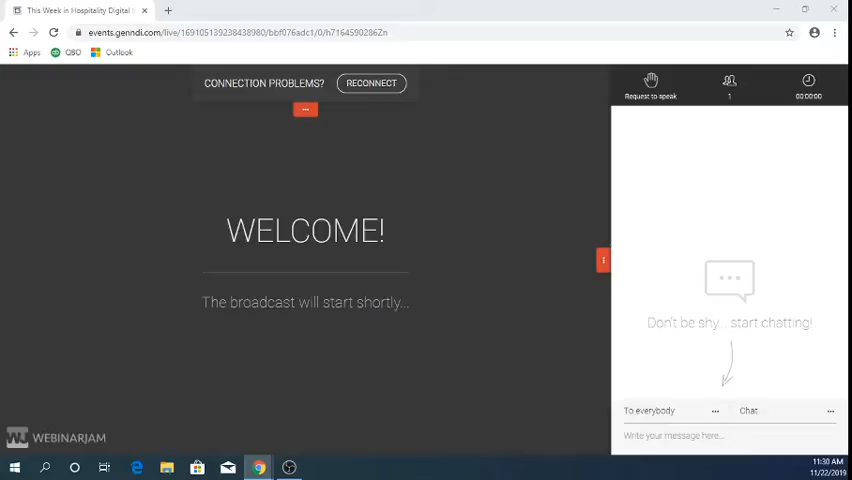 This Week in Hospitality Digital
events.genndi.com/live/169105139238438980/bbf076adc1/0/h7164590286Zn
Apps QBO Outlook
CONNECTION PROBLEMS? RECONNECT
Request to speak 1 00:00:00
WELCOME!
The broadcast will start shortly...
Don't be shy... start chatting!
To everybody Chat
Write your message here...
WJ WEBINARJAM
11:30 AM
11/22/2019